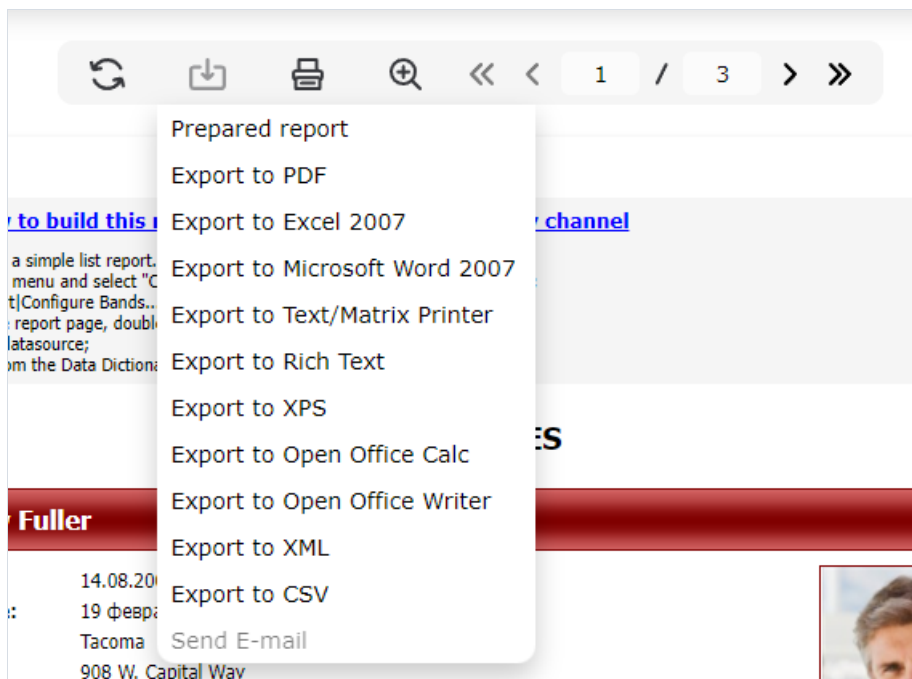 1 / 3
Prepared report
Export to PDF
Export to Excel 2007
Export to Microsoft Word 2007
Export to Text/Matrix Printer
Export to Rich Text
Export to XPS
Export to Open Office Calc
Export to Open Office Writer
Export to XML
Export to CSV
Send E-mail
to build this
channel
a simple list report.
menu and select "C
t|Configure Bands...
report page, doubl
datasource;
om the Data Dictiona
ES
Fuller
14.08.20
19 февра
Tacoma
908 W. Capital Way